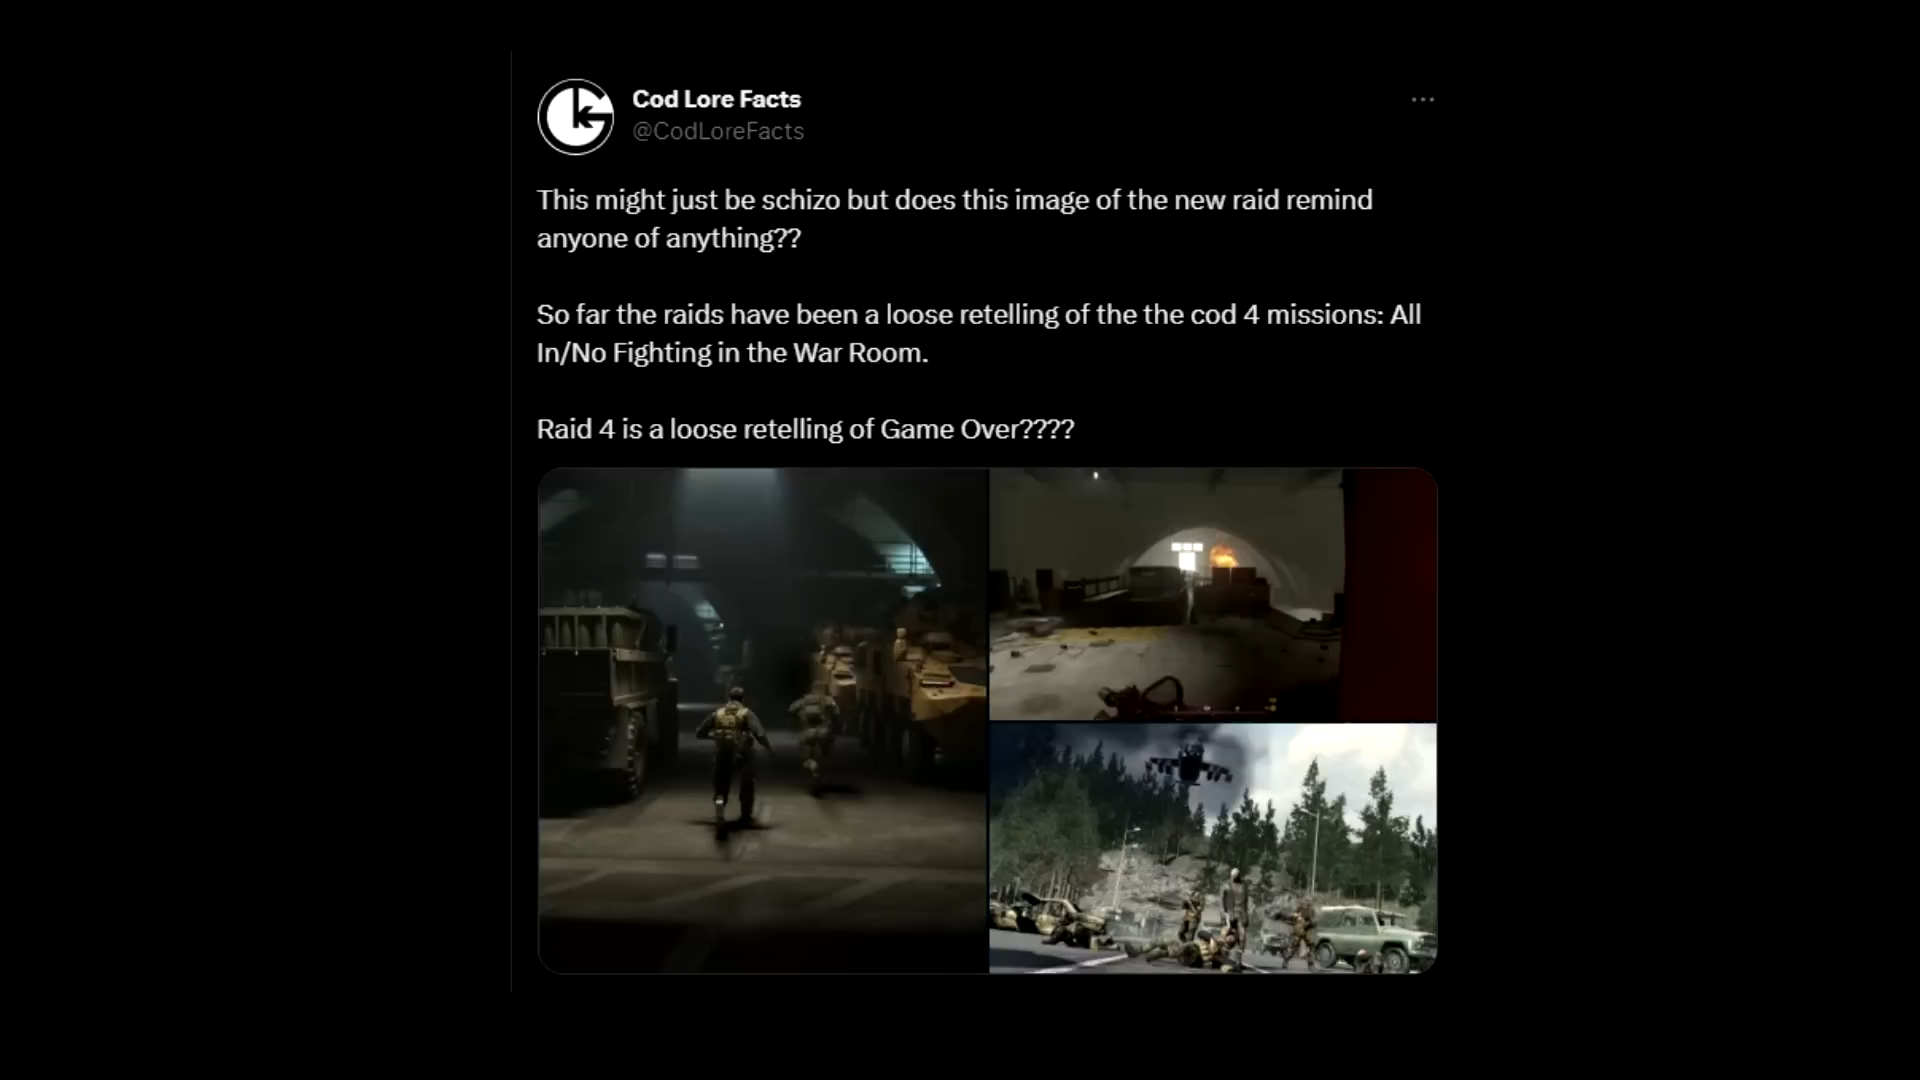 Cod Lore Facts
@CodLoreFacts
This might just be schizo but does this image of the new raid remind
anyone of anything??
So far the raids have been a loose retelling of the the cod 4 missions: All
In/No Fighting in the War Room.
Raid 4 is a loose retelling of Game Over????